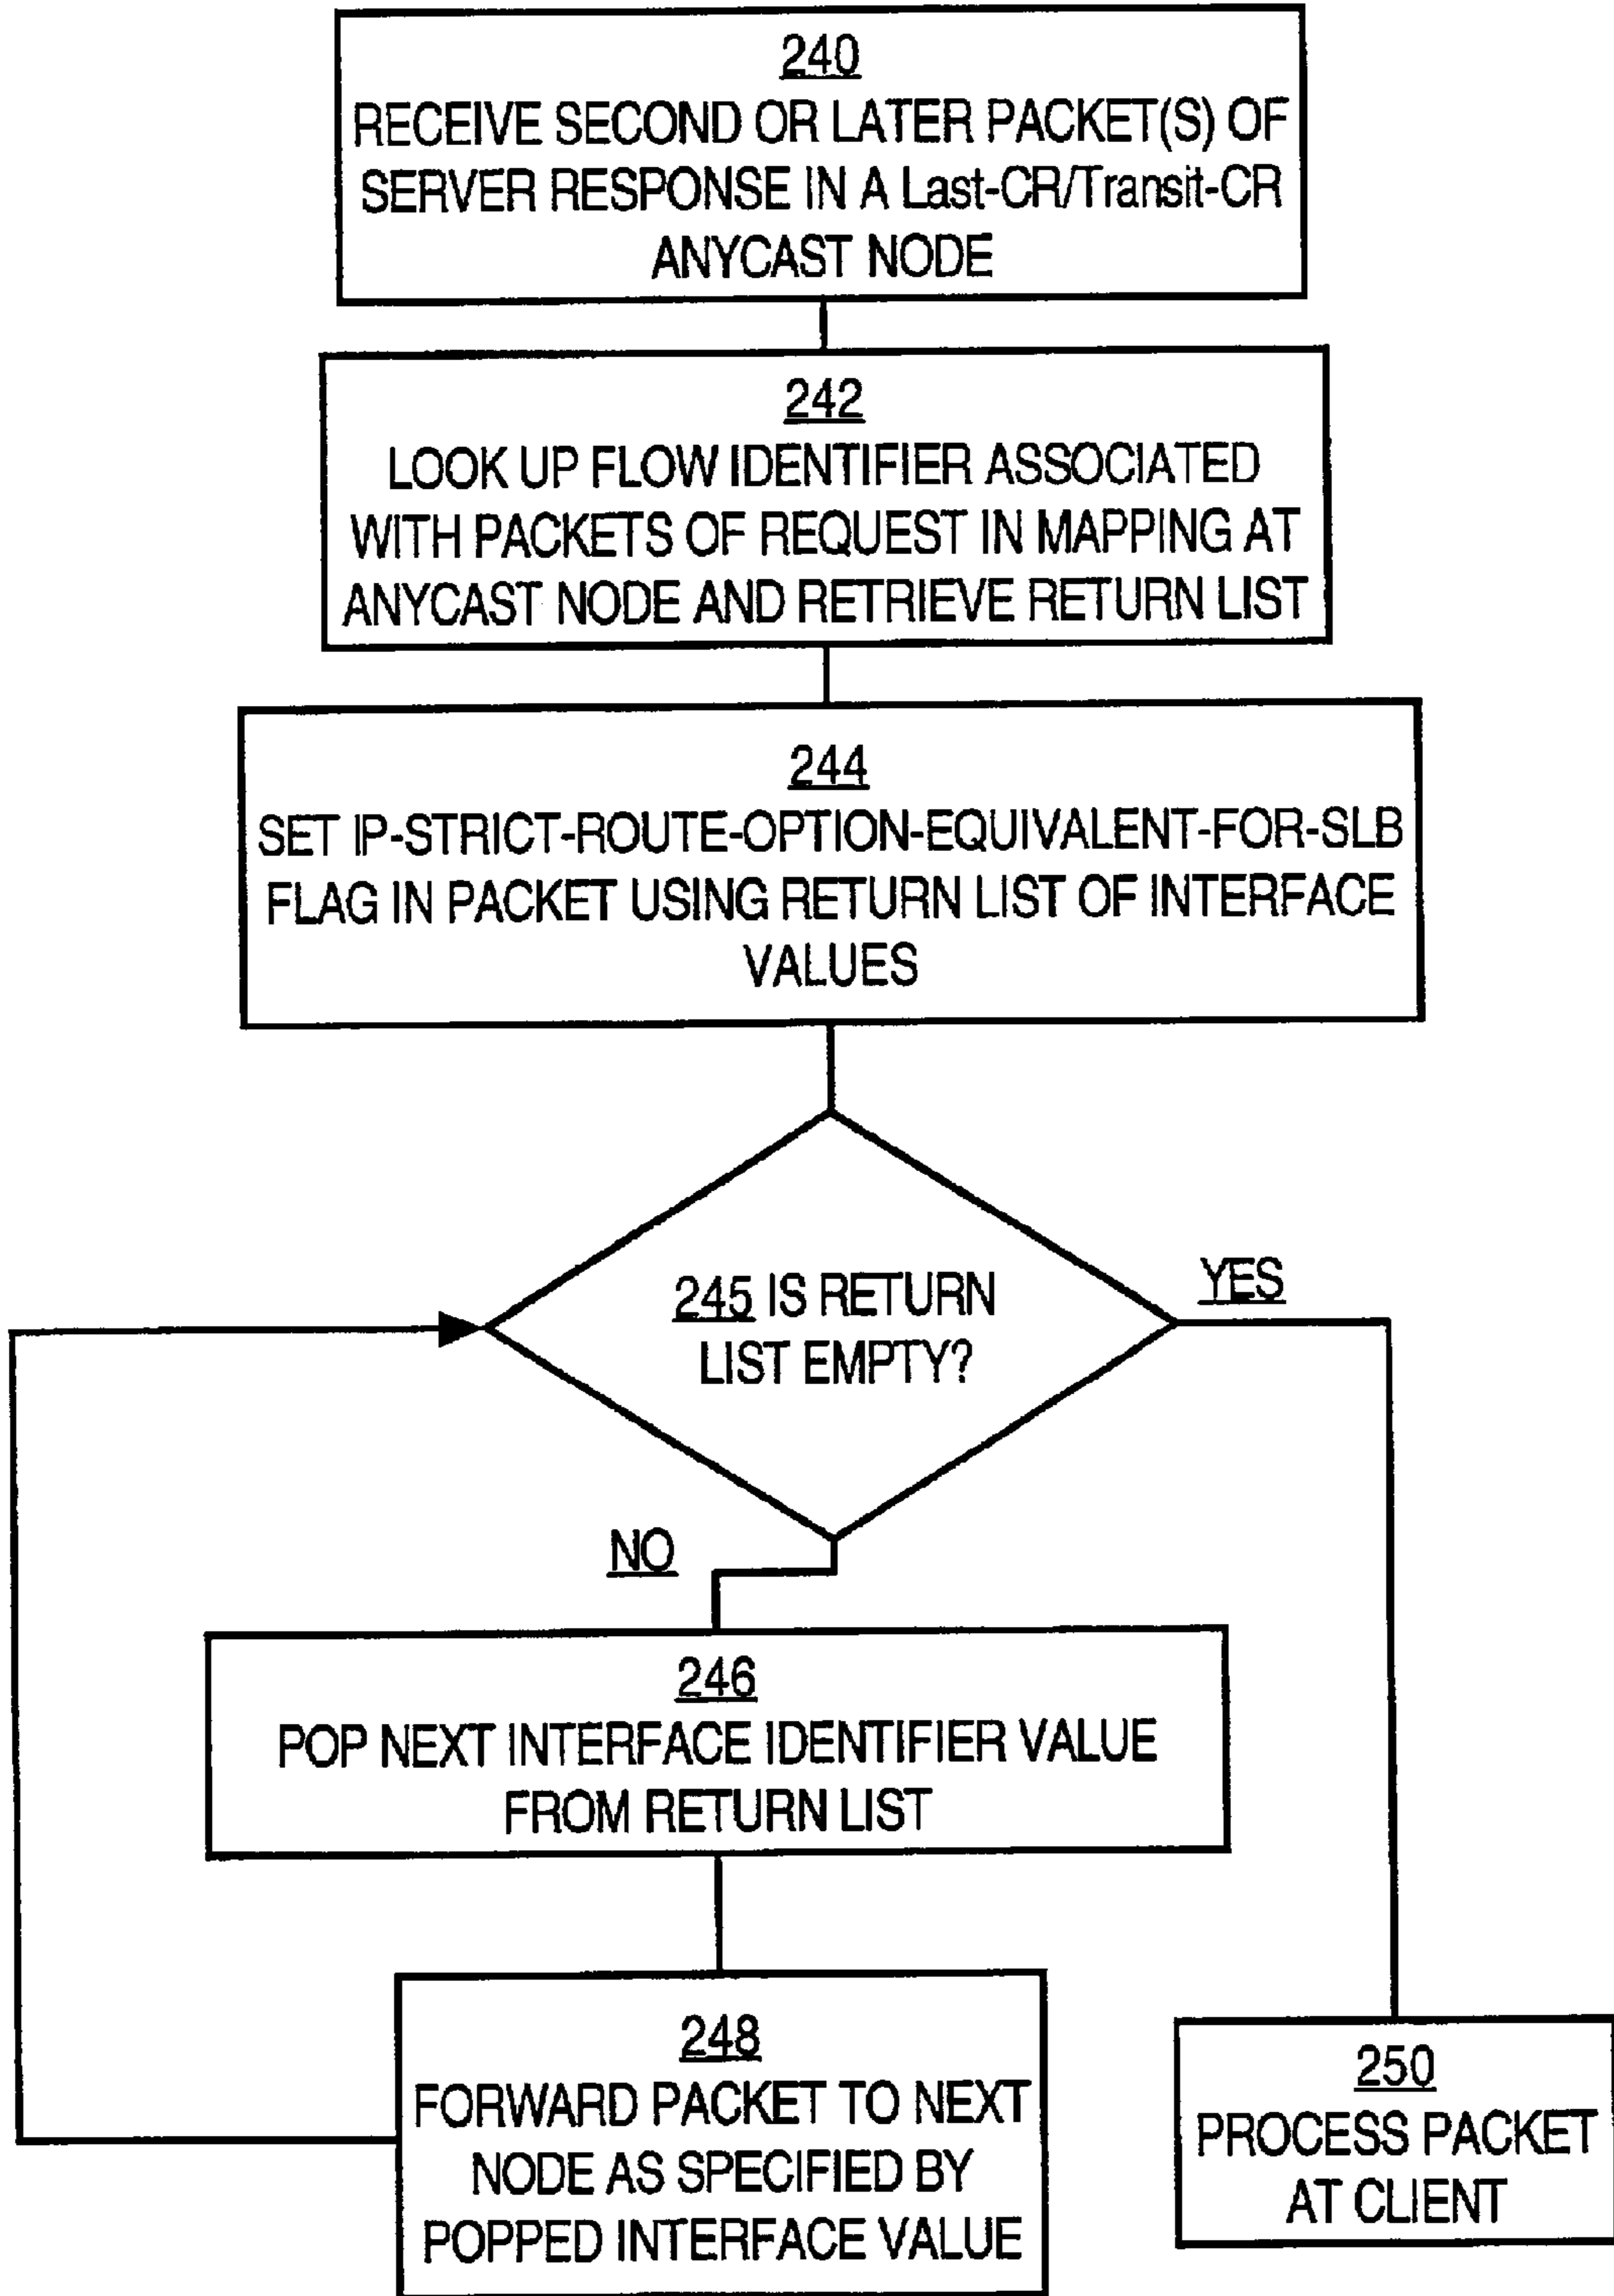 240
RECEIVE SECOND OR LATER PACKET(S) OF
SERVER RESPONSE IN A Last-CR/Transit-CR
ANYCAST NODE
242
LOOK UP FLOW IDENTIFIER ASSOCIATED
WITH PACKETS OF REQUEST IN MAPPING AT
ANYCAST NODE AND RETRIEVE RETURN LIST
244
SET IP-STRICT-ROUTE-OPTION-EQUIVALENT-FOR-SLB
FLAG IN PACKET USING RETURN LIST OF INTERFACE
VALUES
245 IS RETURN
LIST EMPTY?
YES
NO
246
POP NEXT INTERFACE IDENTIFIER VALUE
FROM RETURN LIST
248
FORWARD PACKET TO NEXT
NODE AS SPECIFIED BY
POPPED INTERFACE VALUE
250
PROCESS PACKET
AT CLIENT